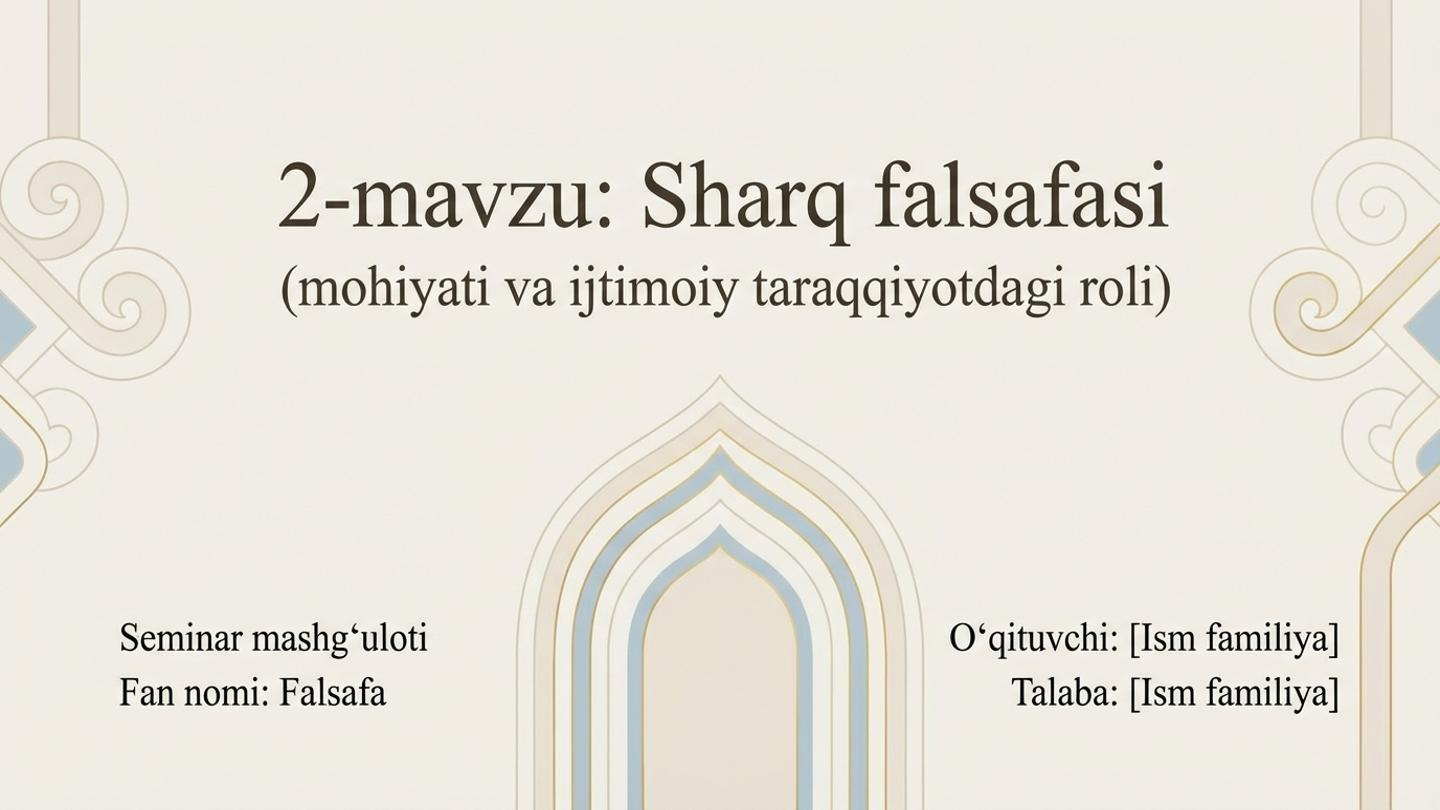 2-mavzu: Sharq falsafasi
(mohiyati va ijtimoiy taraqqiyotdagi roli)
Seminar mashg‘uloti
Fan nomi: Falsafa
O‘qituvchi: [Ism familiya]
Talaba: [Ism familiya]